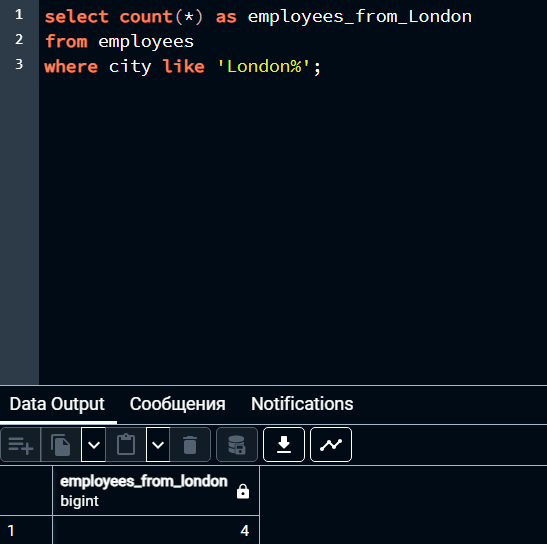 1 select count(*) as employees_from_London
2 from employees
3 where city like 'London%';
Data Output Сообщения Notifications
employees_from_london
bigint
1 4